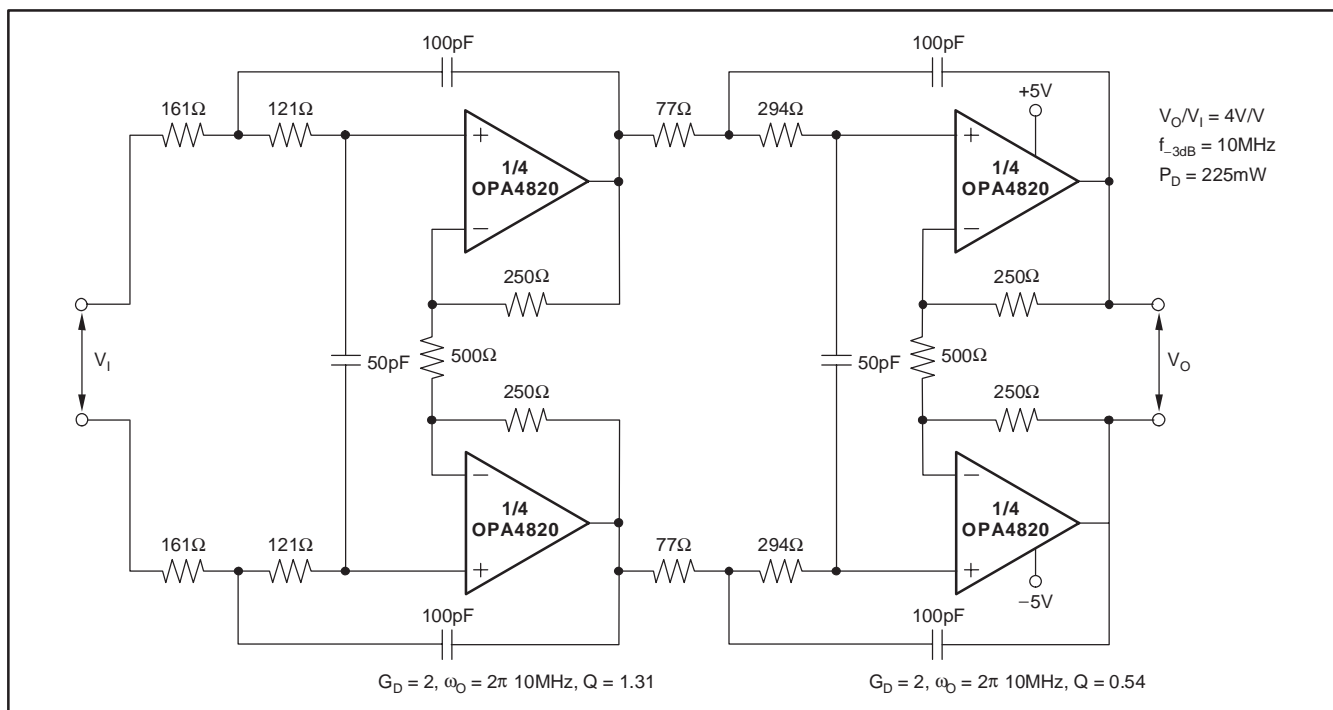 100pF
100pF
161Ω
121Ω
77Ω
294Ω
+5V
V_O/V_I = 4V/V
f_−3dB = 10MHz
P_D = 225mW
+
1/4
OPA4820
−
+
1/4
OPA4820
−
250Ω
250Ω
V_I
50pF
500Ω
50pF
500Ω
V_O
250Ω
250Ω
−
1/4
OPA4820
+
−
1/4
OPA4820
+
161Ω
121Ω
77Ω
294Ω
−5V
100pF
100pF
G_D = 2, ω_O = 2π 10MHz, Q = 1.31
G_D = 2, ω_O = 2π 10MHz, Q = 0.54